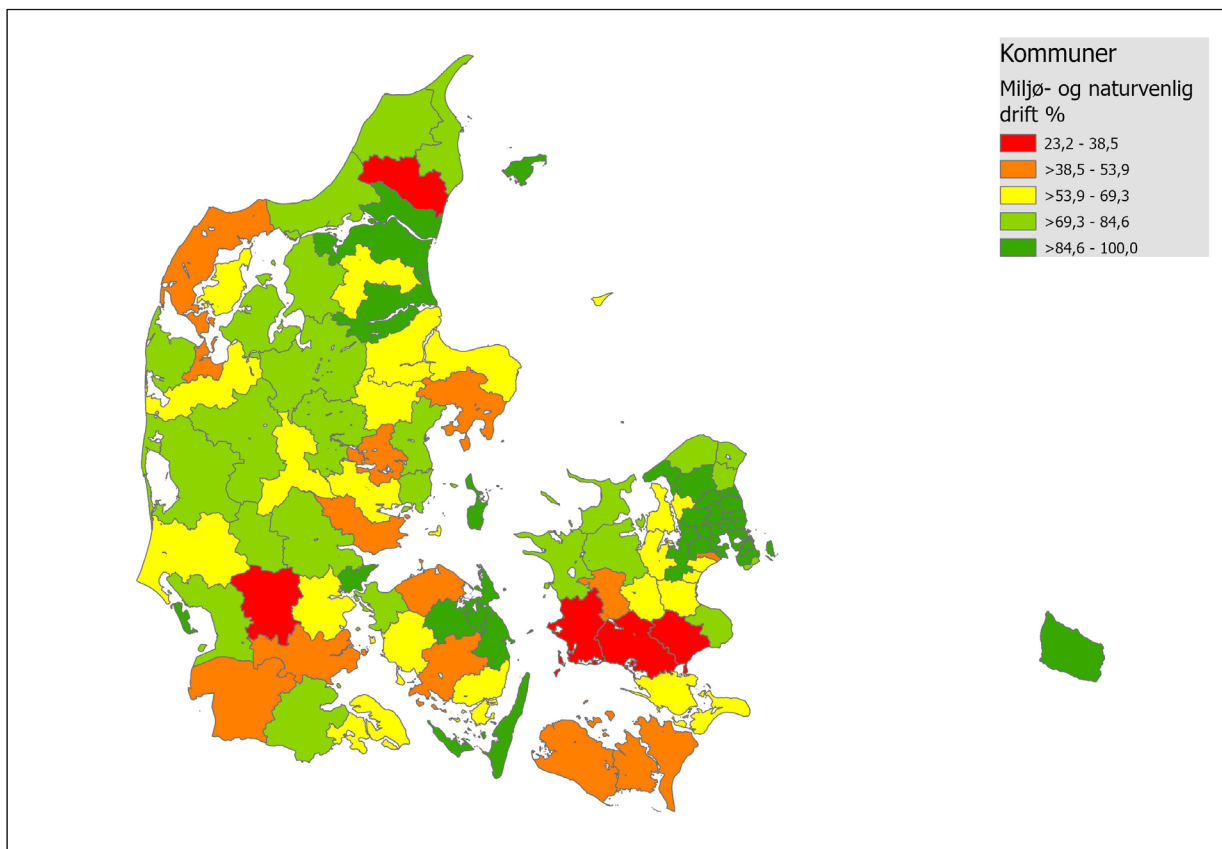 Kommuner
Miljø- og naturvenlig
drift %
23,2 - 38,5
>38,5 - 53,9
>53,9 - 69,3
>69,3 - 84,6
>84,6 - 100,0